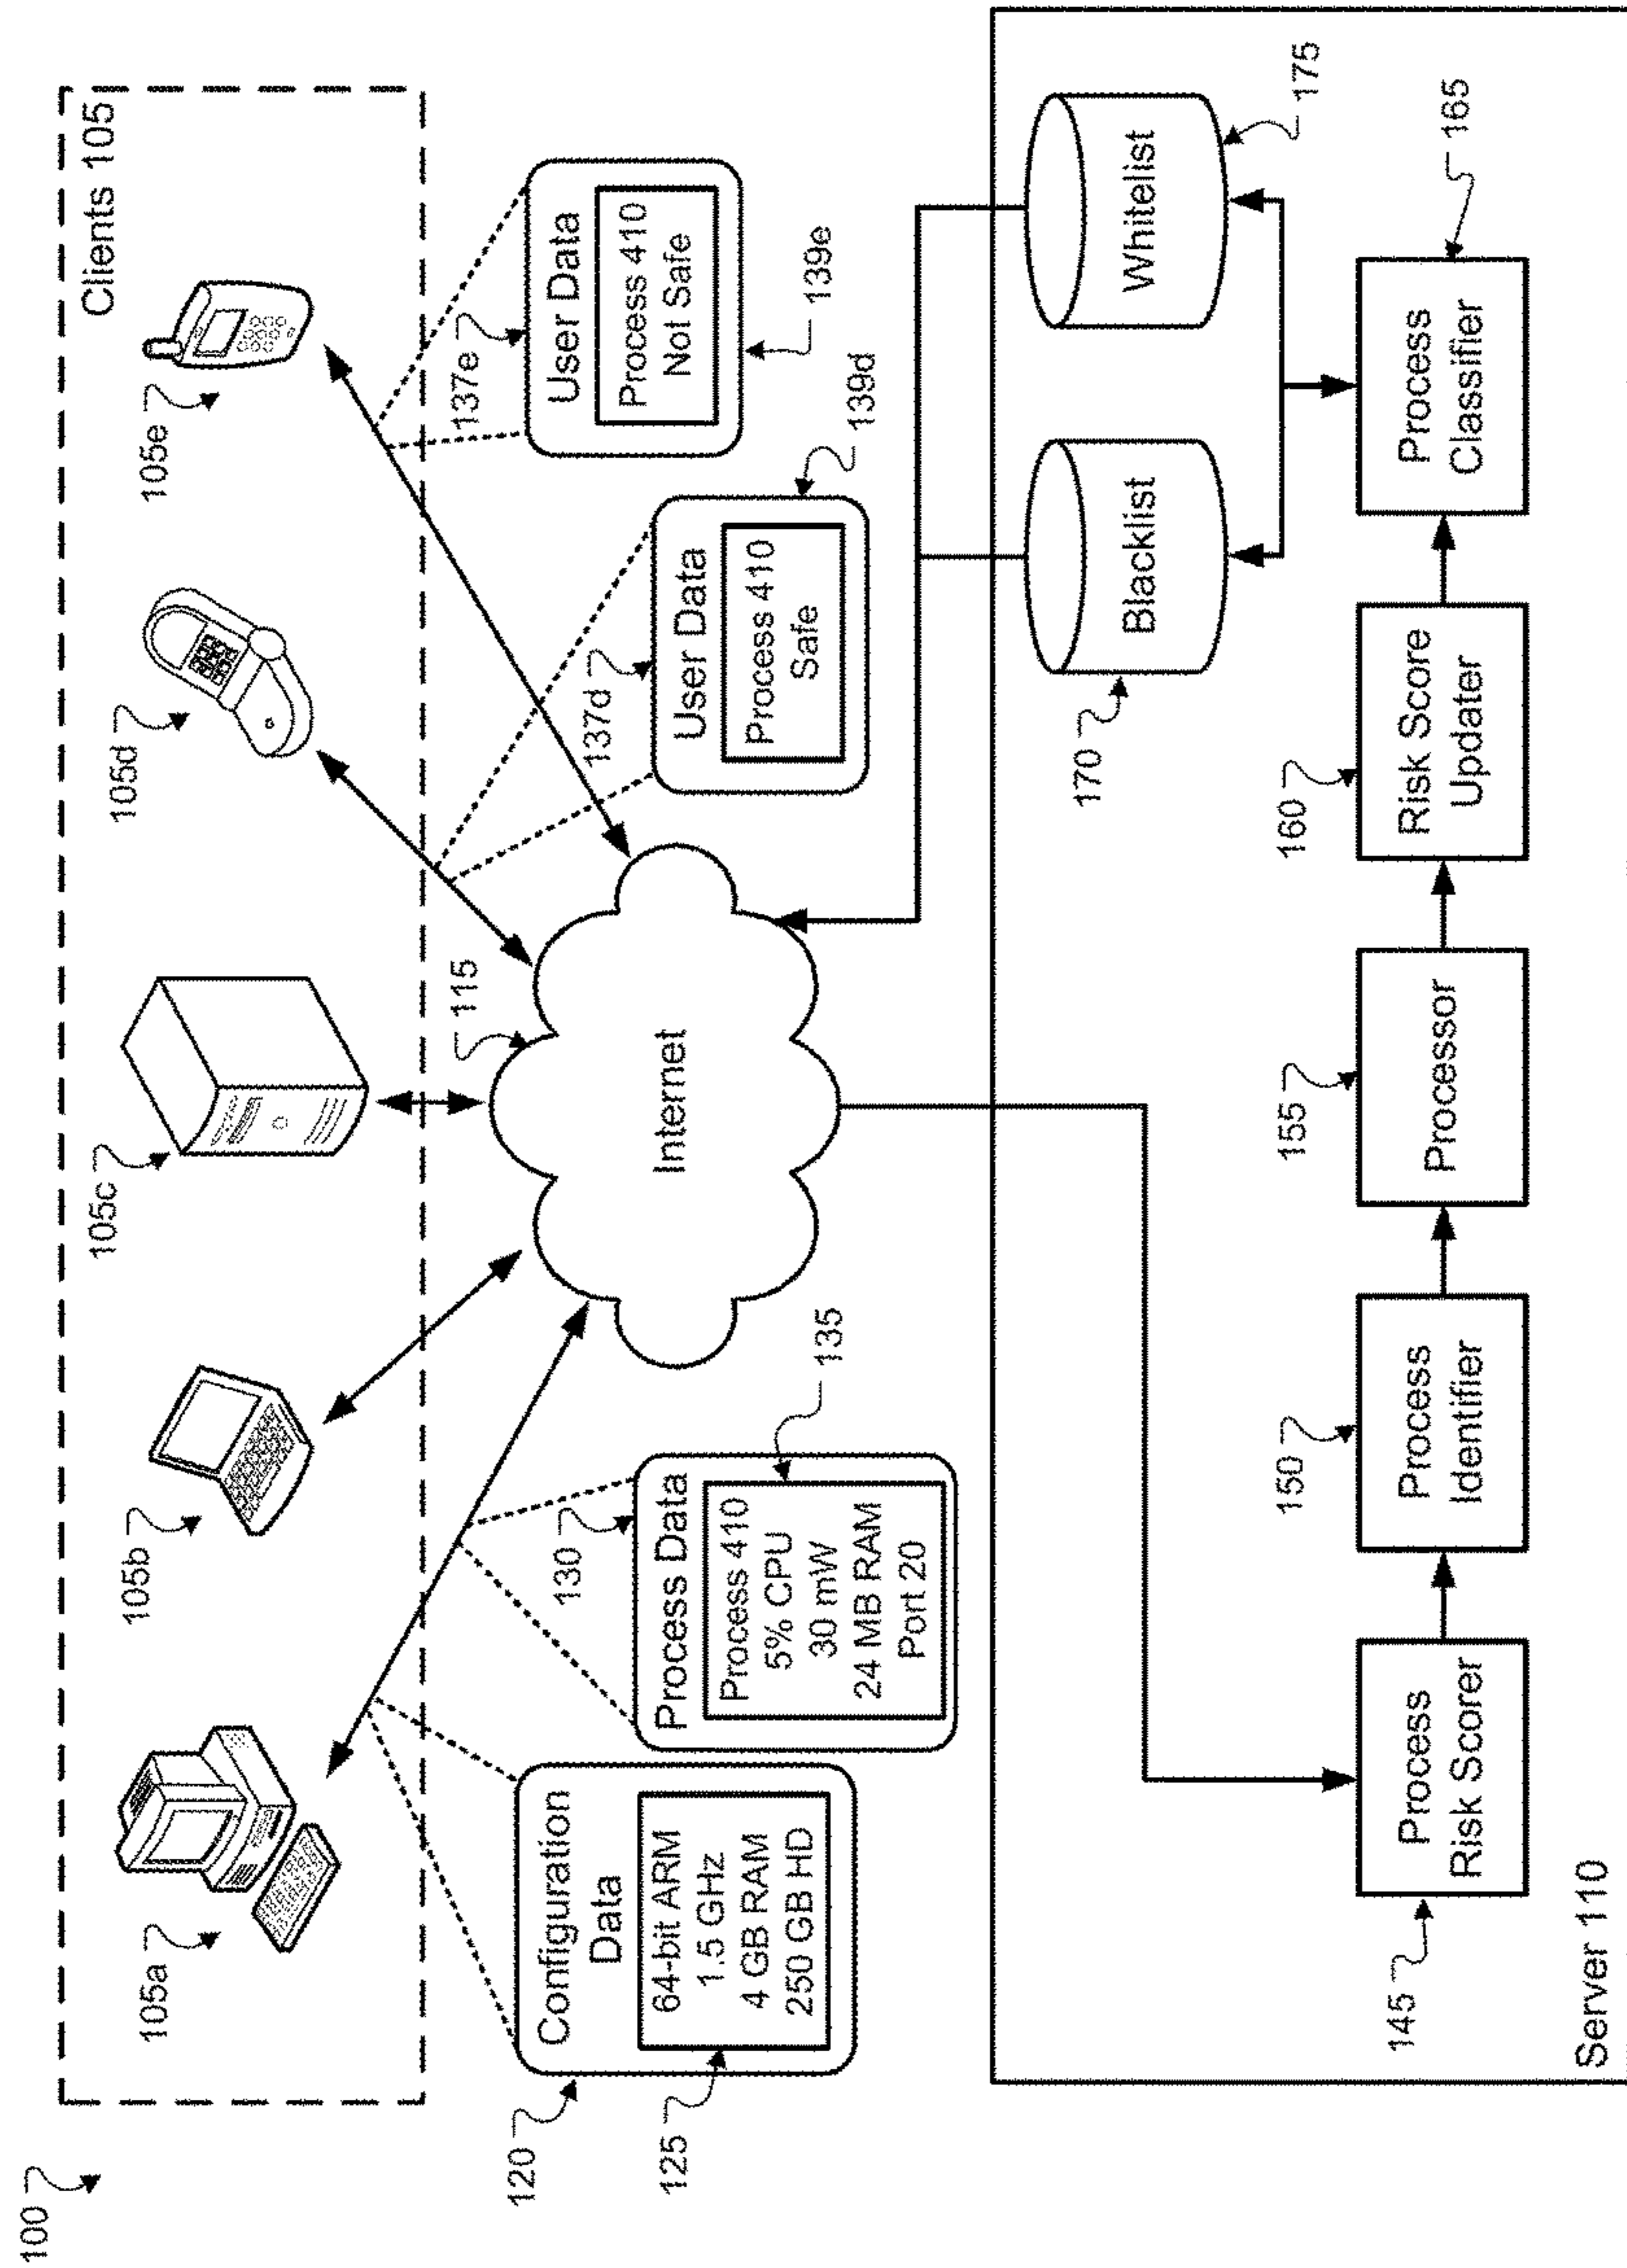 100
Clients 105
105a
105b
105c
105d
105e
120
Configuration
Data
125
64-bit ARM
1.5 GHz
4 GB RAM
250 GB HD
130
Process Data
135
Process 410
5% CPU
30 mW
24 MB RAM
Port 20
115
Internet
137d
User Data
139d
Process 410
Safe
137e
User Data
139e
Process 410
Not Safe
170
Blacklist
Whitelist
175
145
Process
Risk Scorer
150
Process
Identifier
155
Processor
160
Risk Score
Updater
165
Process
Classifier
Server 110